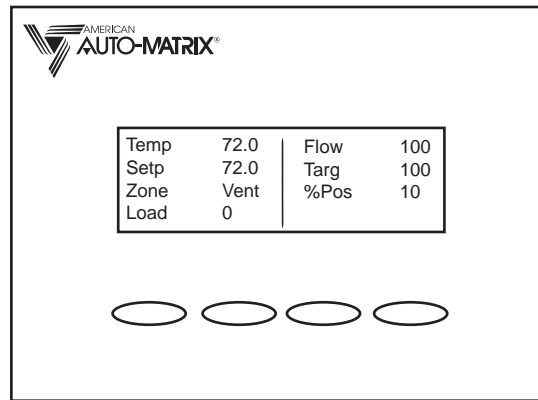 AMERICAN
AUTO-MATRIX®
Temp 72.0 Flow 100
Setp 72.0 Targ 100
Zone Vent %Pos 10
Load 0